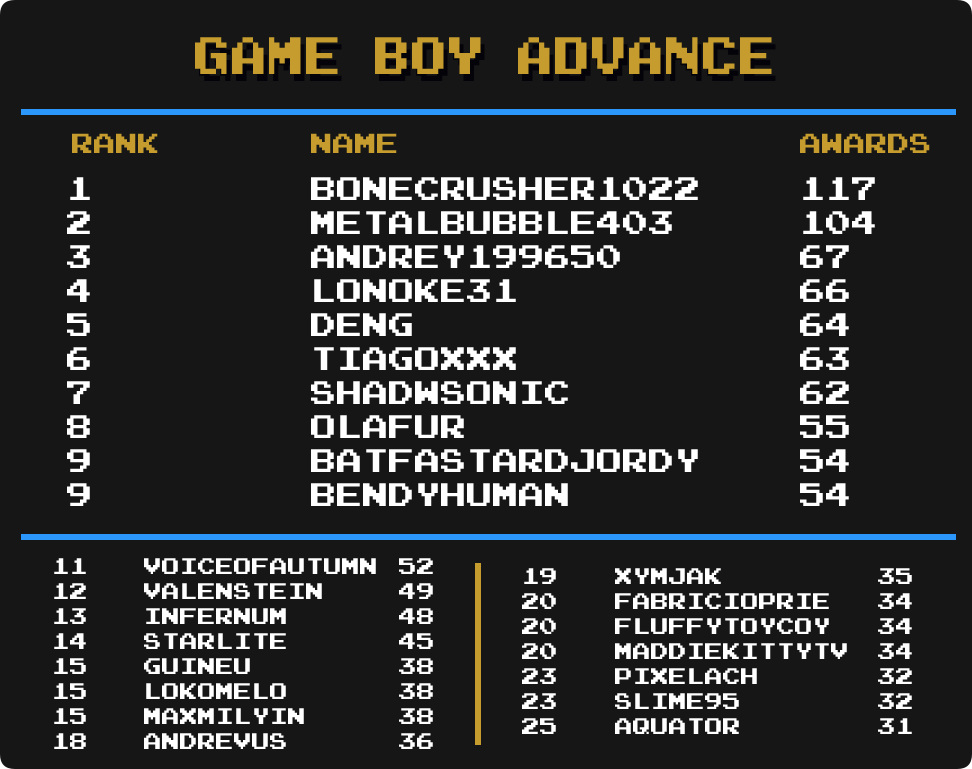 GAME BOY ADVANCE
RANK NAME AWARDS
1 BONECRUSHER1022 117
2 METALBUBBLE403 104
3 ANDREY199650 67
4 LONOKE31 66
5 DENG 64
6 TIAGOXXX 63
7 SHADWSONIC 62
8 OLAFUR 55
9 BATFASTARDJORDY 54
9 BENDYHUMAN 54
11 VOICEOFAUTUMN 52
12 VALENSTEIN 49
13 INFERNUM 48
14 STARLITE 45
15 GUINEU 38
15 LOKOMELO 38
15 MAXMILYIN 38
18 ANDREVUS 36
19 XYMJAK 35
20 FABRICIOPRIE 34
20 FLUFFYTOYCOY 34
20 MADDIEKITTYTV 34
23 PIXELACH 32
23 SLIME95 32
25 AQUATOR 31